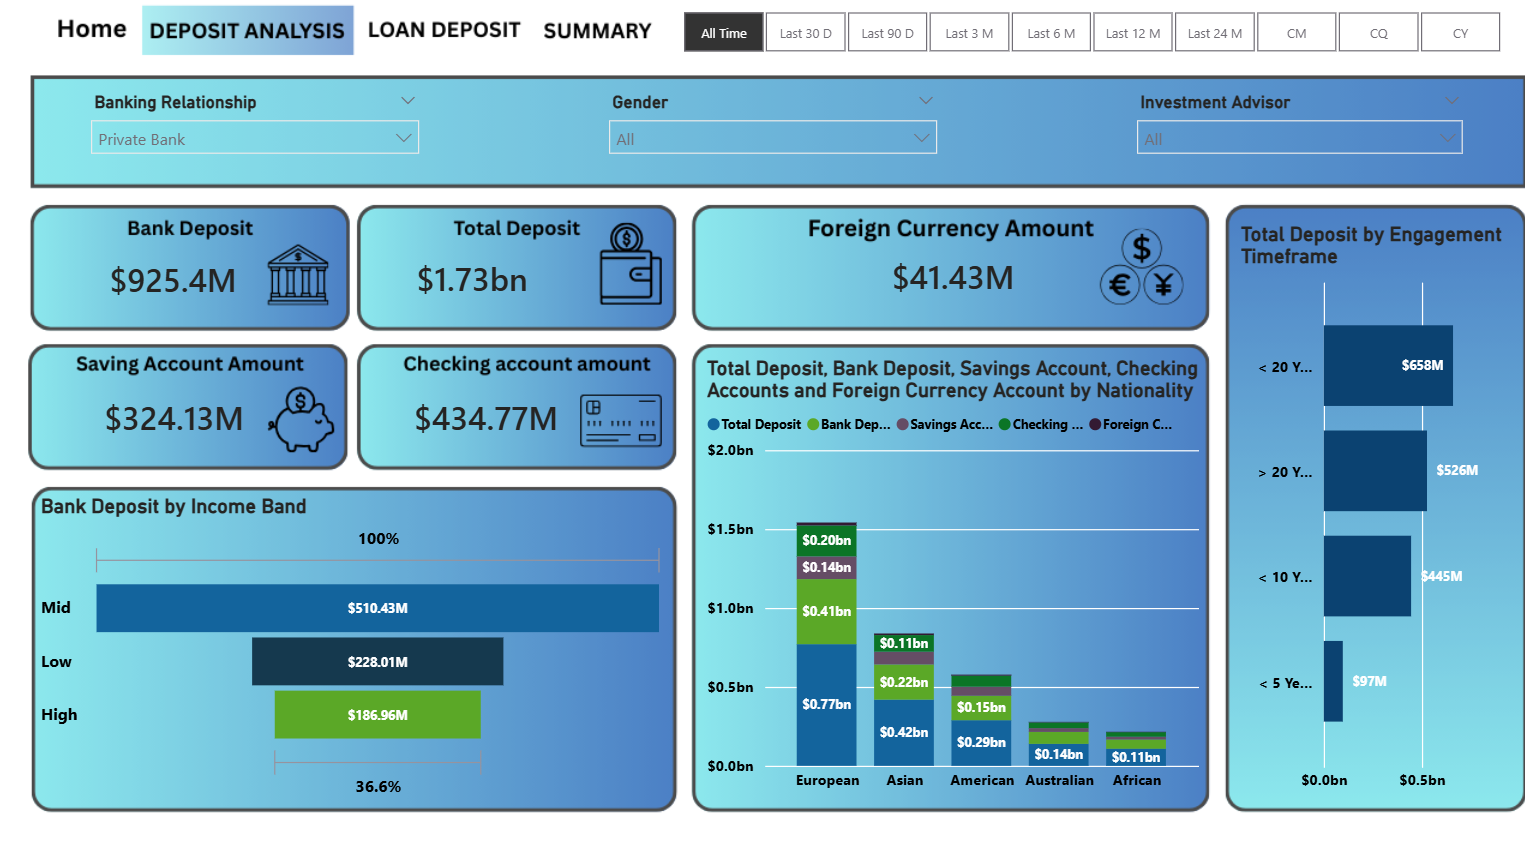 Home
DEPOSIT ANALYSIS
LOAN DEPOSIT
SUMMARY
All Time
Last 30 D
Last 90 D
Last 3 M
Last 6 M
Last 12 M
Last 24 M
CM
CQ
CY
Banking Relationship
Private Bank
Gender
All
Investment Advisor
All
Bank Deposit
$925.4M
Total Deposit
$1.73bn
Foreign Currency Amount
$41.43M
Saving Account Amount
$324.13M
Checking account amount
$434.77M
Bank Deposit by Income Band
100%
Mid
$510.43M
Low
$228.01M
High
$186.96M
36.6%
Total Deposit, Bank Deposit, Savings Account, Checking
Accounts and Foreign Currency Account by Nationality
Total Deposit
Bank Dep...
Savings Acc...
Checking ...
Foreign C...
$2.0bn
$1.5bn
$1.0bn
$0.5bn
$0.0bn
$0.20bn
$0.14bn
$0.41bn
$0.77bn
$0.11bn
$0.22bn
$0.42bn
$0.15bn
$0.29bn
$0.14bn
$0.11bn
European
Asian
American
Australian
African
Total Deposit by Engagement
Timeframe
< 20 Y...
$658M
> 20 Y...
$526M
< 10 Y...
$445M
< 5 Ye...
$97M
$0.0bn
$0.5bn